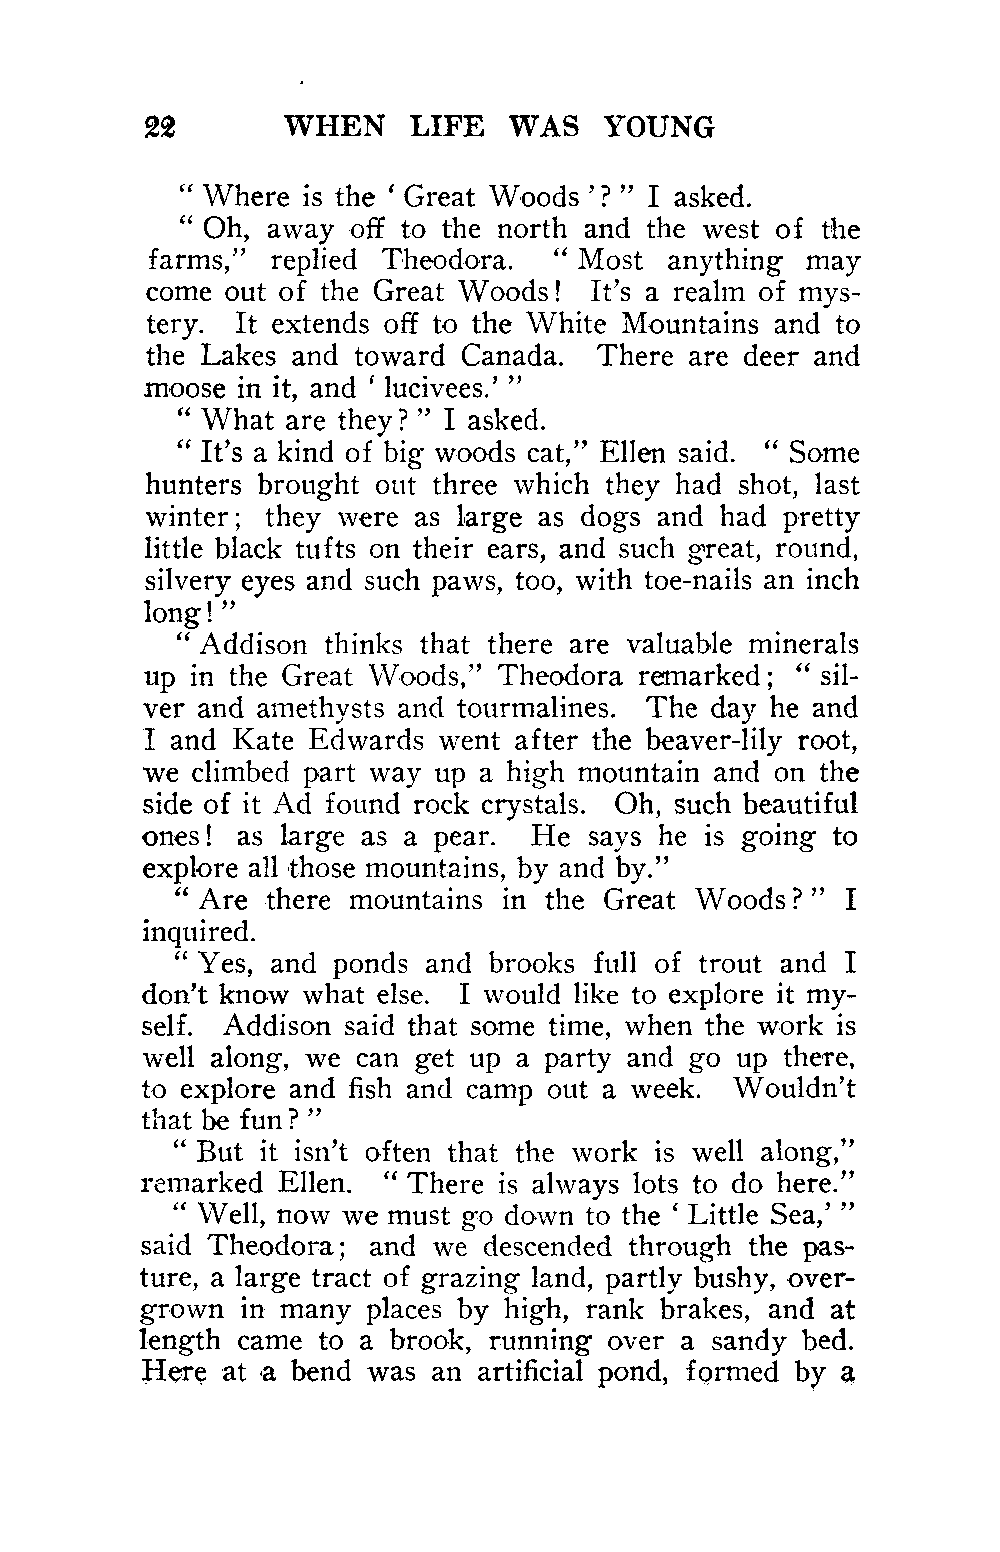 22 WHEN LIFE WAS YOUNG
“ Where is the ‘ Great Woods ’? ” I asked.
“ Oh, away off to the north and the west of the
farms,” replied Theodora. “ Most anything may
come out of the Great Woods! It’s a realm of mys-
tery. It extends off to the White Mountains and to
the Lakes and toward Canada. There are deer and
moose in it, and ‘ lucivees.’ ”
“ What are they? ” I asked.
“ It’s a kind of big woods cat,” Ellen said. “ Some
hunters brought out three which they had shot, last
winter; they were as large as dogs and had pretty
little black tufts on their ears, and such great, round,
silvery eyes and such paws, too, with toe-nails an inch
long! ”
“ Addison thinks that there are valuable minerals
up in the Great Woods,” Theodora remarked; “ sil-
ver and amethysts and tourmalines. The day he and
I and Kate Edwards went after the beaver-lily root,
we climbed part way up a high mountain and on the
side of it Ad found rock crystals. Oh, such beautiful
ones! as large as a pear. He says he is going to
explore all those mountains, by and by.”
“ Are there mountains in the Great Woods? ” I
inquired.
“ Yes, and ponds and brooks full of trout and I
don’t know what else. I would like to explore it my-
self. Addison said that some time, when the work is
well along, we can get up a party and go up there,
to explore and fish and camp out a week. Wouldn’t
that be fun? ”
“ But it isn’t often that the work is well along,”
remarked Ellen. “ There is always lots to do here.”
“ Well, now we must go down to the ‘ Little Sea,’ ”
said Theodora; and we descended through the pas-
ture, a large tract of grazing land, partly bushy, over-
grown in many places by high, rank brakes, and at
length came to a brook, running over a sandy bed.
Here at a bend was an artificial pond, formed by a